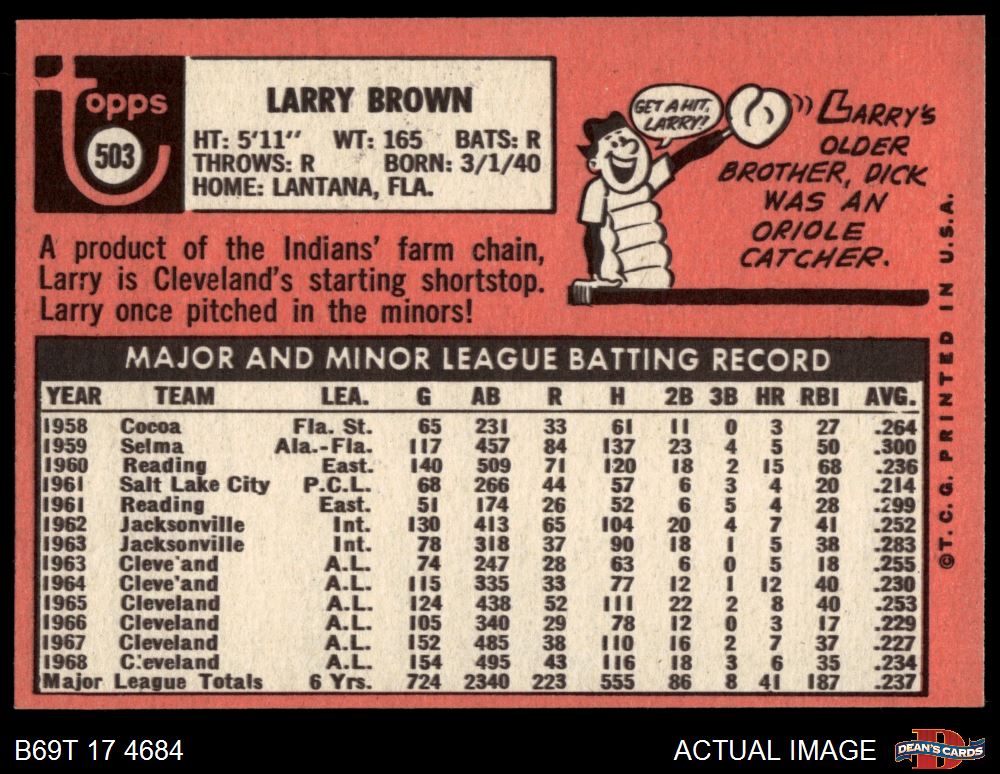 topps
503
LARRY BROWN
HT: 5'11" WT: 165 BATS: R
THROWS: R BORN: 3/1/40
HOME: LANTANA, FLA.
GET A HIT,
LARRY!
LARRY'S
OLDER
BROTHER, DICK
WAS AN
ORIOLE
CATCHER.
A product of the Indians' farm chain,
Larry is Cleveland's starting shortstop.
Larry once pitched in the minors!
MAJOR AND MINOR LEAGUE BATTING RECORD
YEAR TEAM LEA. G AB R H 2B 3B HR RBI AVG.
1958 Cocoa Fla. St. 65 231 33 61 11 0 3 27 .264
1959 Selma Ala.-Fla. 117 457 84 137 23 4 5 50 .300
1960 Reading East. 140 509 71 120 18 2 15 68 .236
1961 Salt Lake City P.C.L. 68 266 44 57 6 3 4 20 .214
1961 Reading East. 51 174 26 52 6 5 4 28 .299
1962 Jacksonville Int. 130 413 65 104 20 4 7 41 .252
1963 Jacksonville Int. 78 318 37 90 18 1 5 38 .283
1963 Cleve'and A.L. 74 247 28 63 6 0 5 18 .255
1964 Cleve'and A.L. 115 335 33 77 12 1 12 40 .230
1965 Cleveland A.L. 124 438 52 111 22 2 8 40 .253
1966 Cleveland A.L. 105 340 29 78 12 0 3 17 .229
1967 Cleveland A.L. 152 485 38 110 16 2 7 37 .227
1968 C:eveland A.L. 154 495 43 116 18 3 6 35 .234
Major League Totals 6 Yrs. 724 2340 223 555 86 8 41 187 .237
©T.C.G. PRINTED IN U.S.A.
B69T 17 4684
ACTUAL IMAGE
DEAN'S CARDS